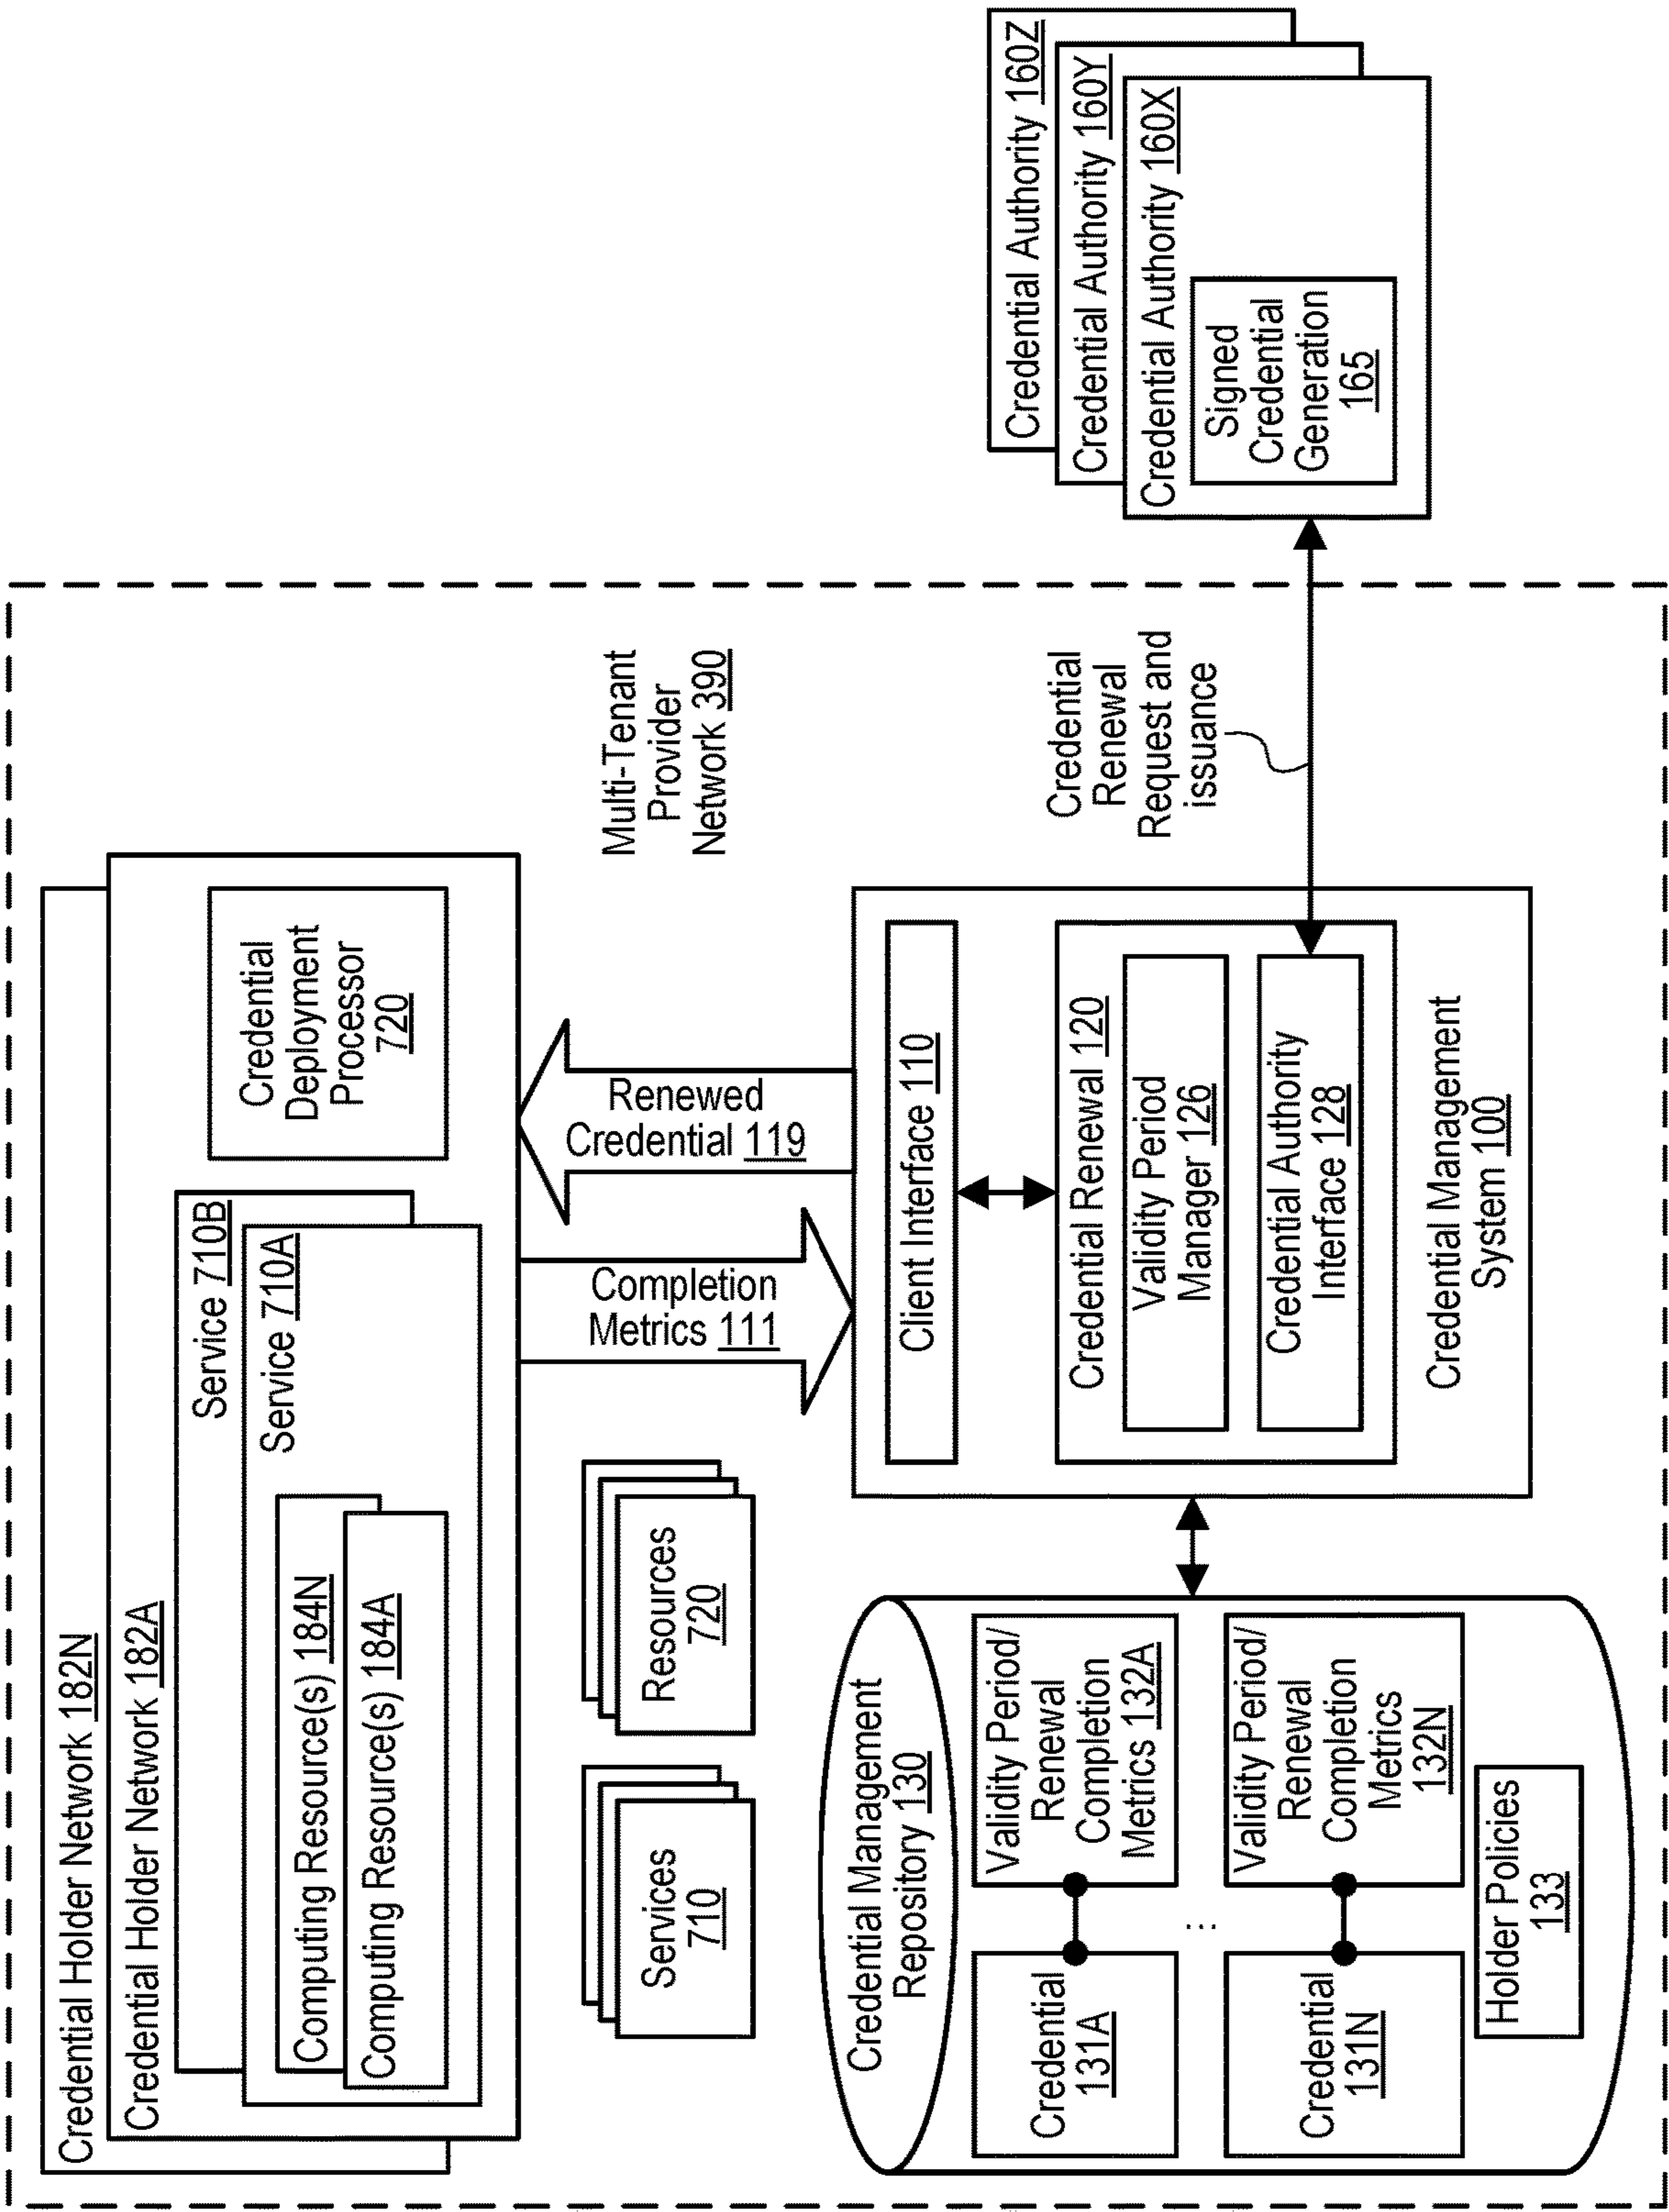 Credential Holder Network 182N
Credential Holder Network 182A
Service 710B
Service 710A
Computing Resource(s) 184N
Computing Resource(s) 184A
Credential
Deployment
Processor
720
Services
710
Resources
720
Completion
Metrics 111
Renewed
Credential 119
Multi-Tenant
Provider
Network 390
Credential Management
Repository 130
Credential
131A
Validity Period/
Renewal
Completion
Metrics 132A
...
Credential
131N
Validity Period/
Renewal
Completion
Metrics
132N
Holder Policies
133
Client Interface 110
Credential Renewal 120
Validity Period
Manager 126
Credential Authority
Interface 128
Credential Management
System 100
Credential
Renewal
Request and
issuance
Credential Authority 160Z
Credential Authority 160Y
Credential Authority 160X
Signed
Credential
Generation
165